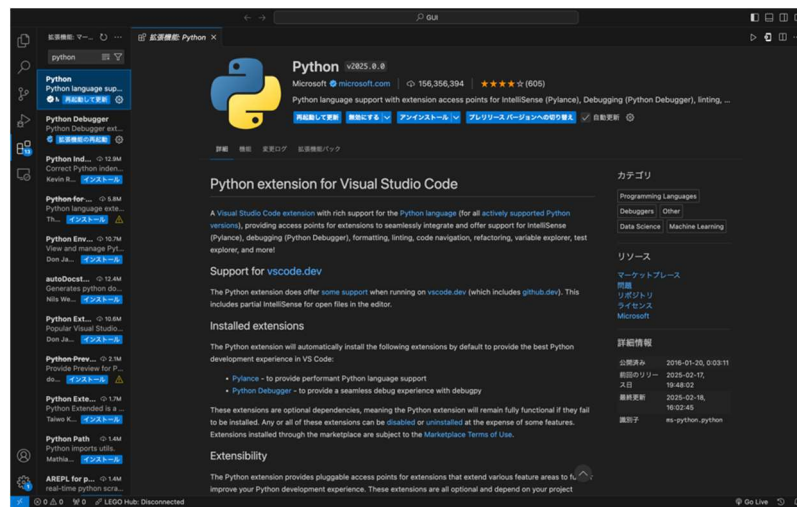 GUI
拡張機能: マー...
python
Python
Python language sup...
再起動して更新
Python Debugger
Python Debugger ext...
拡張機能の再起動
Python Ind... 12.9M
Correct Python inden...
Kevin R... インストール
Python for ... 5.8M
Python language exte...
Th... インストール
Python Env... 10.7M
View and manage Pyt...
Don Ja... インストール
autoDocst... 12.4M
Generates python do...
Nils We... インストール
Python Ext... 10.6M
Popular Visual Studio...
Don Ja... インストール
Python Prev... 2.1M
Provide Preview for P...
do... インストール
Python Exte... 1.7M
Python Extended is a ...
Taiwo K... インストール
Python Path 1.4M
Python imports utils.
Mathia... インストール
AREPL for p... 1.4M
real-time python scra...
拡張機能: Python
Python v2025.0.0
Microsoft microsoft.com 156,356,394 (605)
Python language support with extension access points for IntelliSense (Pylance), Debugging (Python Debugger), linting, ...
再起動して更新 無効にする アンインストール プレリリース バージョンへの切り替え 自動更新
詳細 機能 変更ログ 拡張機能パック
Python extension for Visual Studio Code
A Visual Studio Code extension with rich support for the Python language (for all actively supported Python
versions), providing access points for extensions to seamlessly integrate and offer support for IntelliSense
(Pylance), debugging (Python Debugger), formatting, linting, code navigation, refactoring, variable explorer, test
explorer, and more!
Support for vscode.dev
The Python extension does offer some support when running on vscode.dev (which includes github.dev). This
includes partial IntelliSense for open files in the editor.
Installed extensions
The Python extension will automatically install the following extensions by default to provide the best Python
development experience in VS Code:
• Pylance - to provide performant Python language support
• Python Debugger - to provide a seamless debug experience with debugpy
These extensions are optional dependencies, meaning the Python extension will remain fully functional if they fail
to be installed. Any or all of these extensions can be disabled or uninstalled at the expense of some features.
Extensions installed through the marketplace are subject to the Marketplace Terms of Use.
Extensibility
The Python extension provides pluggable access points for extensions that extend various feature areas to
improve your Python development experience. These extensions are all optional and depend on your project
カテゴリ
Programming Languages
Debuggers Other
Data Science Machine Learning
リソース
マーケットプレース
問題
リポジトリ
ライセンス
Microsoft
詳細情報
公開済み 2016-01-20, 0:03:11
前回のリリー 2025-02-17,
ス日 19:48:02
最終更新 2025-02-18,
16:02:45
識別子 ms-python.python
0 0 0 LEGO Hub: Disconnected
Go Live